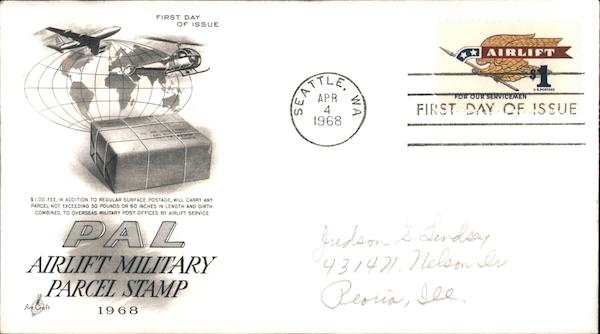 FIRST DAY
OF ISSUE
$1.00 FEE, IN ADDITION TO REGULAR SURFACE POSTAGE, WILL CARRY ANY
PARCEL NOT EXCEEDING 30 POUNDS OR 60 INCHES IN LENGTH AND GIRTH
COMBINED, TO OVERSEAS MILITARY POST OFFICES BY AIRLIFT SERVICE
PAL
AIRLIFT MILITARY
PARCEL STAMP
1968
Art Craft
SEATTLE, WA
APR
4
1968
AIRLIFT
$1
U.S. POSTAGE
FOR OUR SERVICEMEN
FIRST DAY OF ISSUE
Judson S. Lindsey
4314 N. Nelson Dr.
Peoria, Ill.